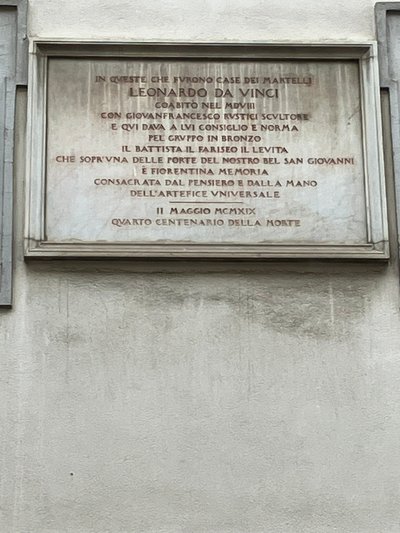 IN QVESTE CHE FVRONO CASE DEI MARTELLI
LEONARDO DA VINCI
COABITÒ NEL MDVIII
CON GIOVANFRANCESCO RVSTICI SCVLTORE
E QVI DAVA A LVI CONSIGLIO E NORMA
PEL GRVPPO IN BRONZO
IL BATTISTA IL FARISEO IL LEVITA
CHE SOPR'VNA DELLE PORTE DEL NOSTRO BEL SAN GIOVANNI
È FIORENTINA MEMORIA
CONSACRATA DAL PENSIERO E DALLA MANO
DELL'ARTEFICE VNIVERSALE
II MAGGIO MCMXIX
QVARTO CENTENARIO DELLA MORTE